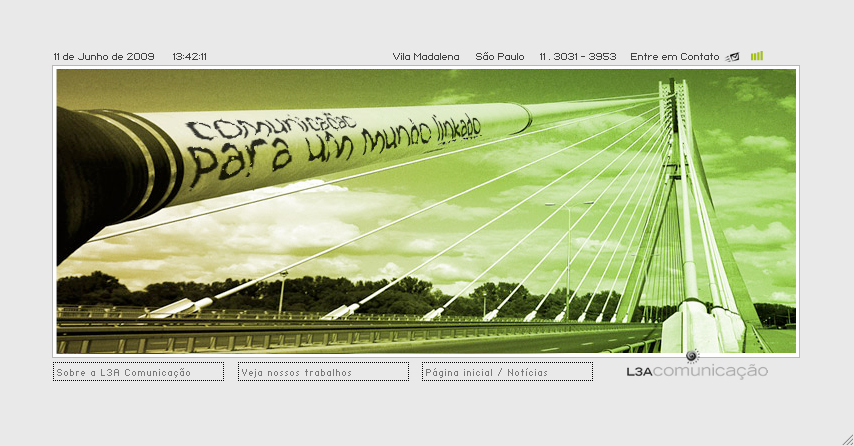 11 de Junho de 2009 13:42:11 Vila Madalena São Paulo 11 . 3031 - 3953 Entre em Contato
comunicação
para um mundo linkado
Sobre a L3A Comunicação Veja nossos trabalhos Página inicial / Notícias L3Acomunicação